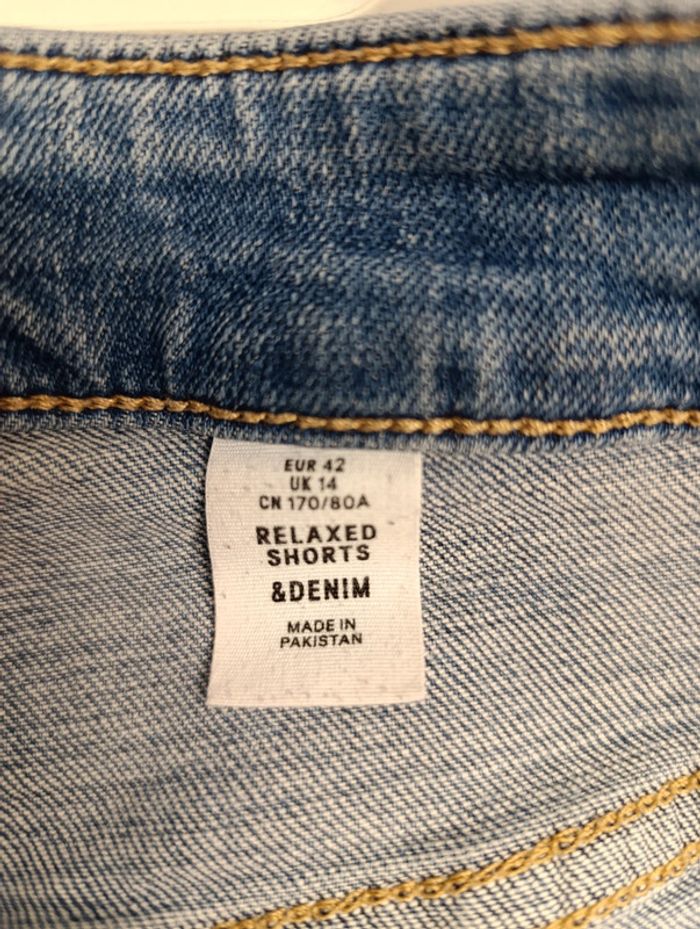 EUR 42
UK 14
CN 170/80A
RELAXED
SHORTS
&DENIM
MADE IN
PAKISTAN